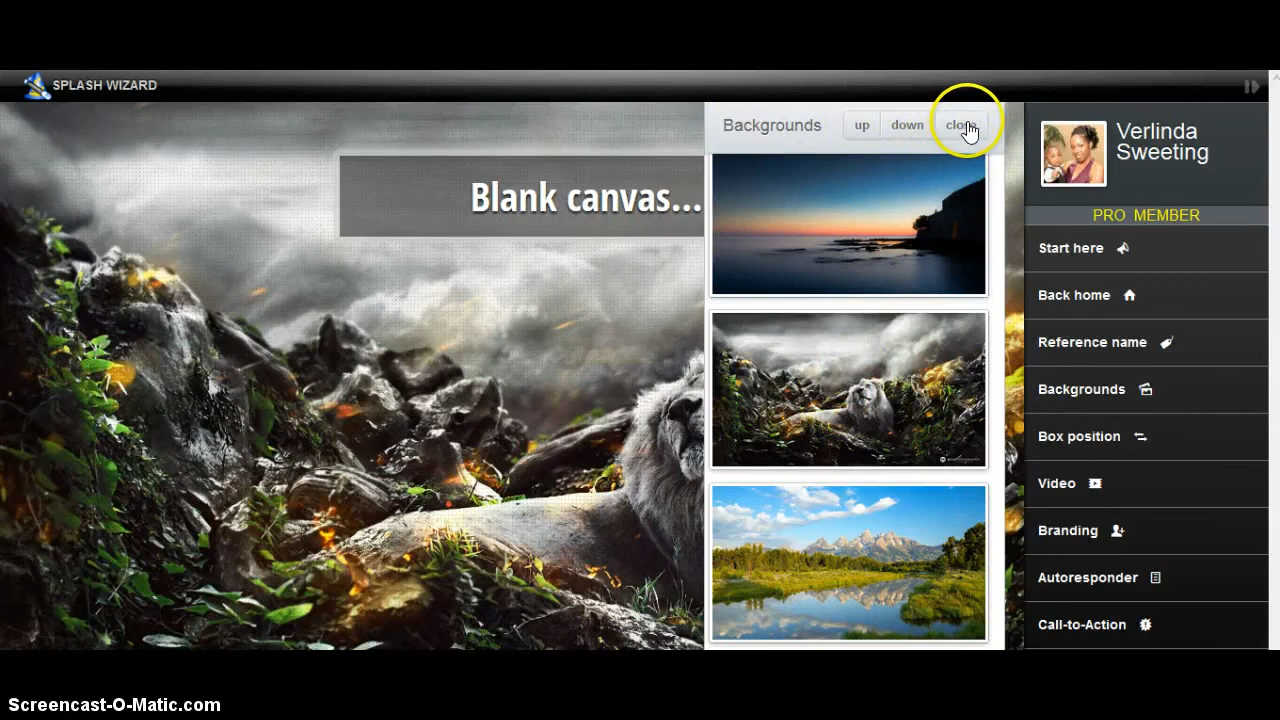 SPLASH WIZARD
Blank canvas...
Backgrounds up down close
Verlinda
Sweeting
PRO MEMBER
Start here
Back home
Reference name
Backgrounds
Box position
Video
Branding
Autoresponder
Call-to-Action
Screencast-O-Matic.com